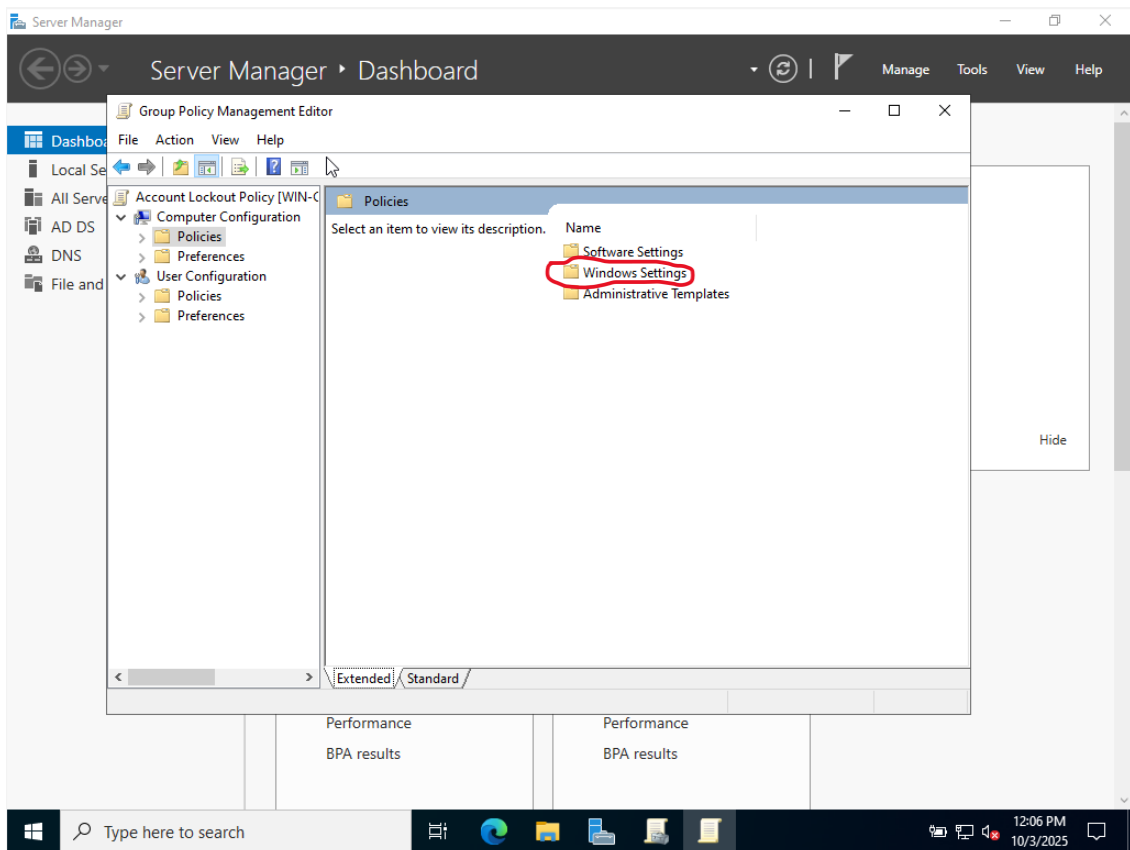 Server Manager
Server Manager ‣ Dashboard
Manage Tools View Help
Group Policy Management Editor
File Action View Help
Dashboa
Local Se
All Serve
AD DS
DNS
File and
Account Lockout Policy [WIN-
Computer Configuration
Policies
Preferences
User Configuration
Policies
Preferences
Policies
Select an item to view its description.
Name
Software Settings
Windows Settings
Administrative Templates
Hide
Extended Standard
Performance
BPA results
Performance
BPA results
Type here to search
12:06 PM
10/3/2025